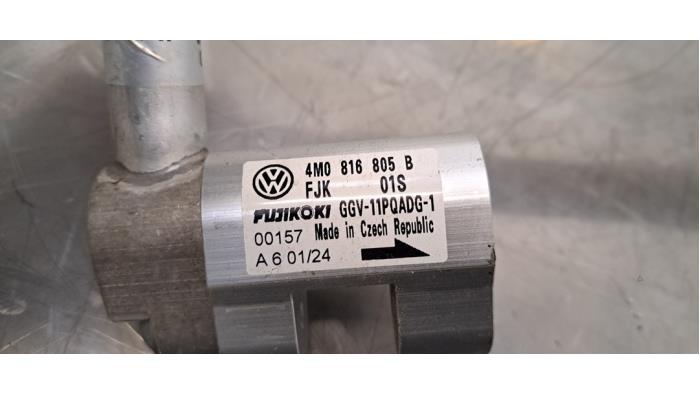 4M0 816 805 B
FJK 01S
FUJIKOKI GGV-11PQADG-1
00157 Made in Czech Republic
A 6 01/24